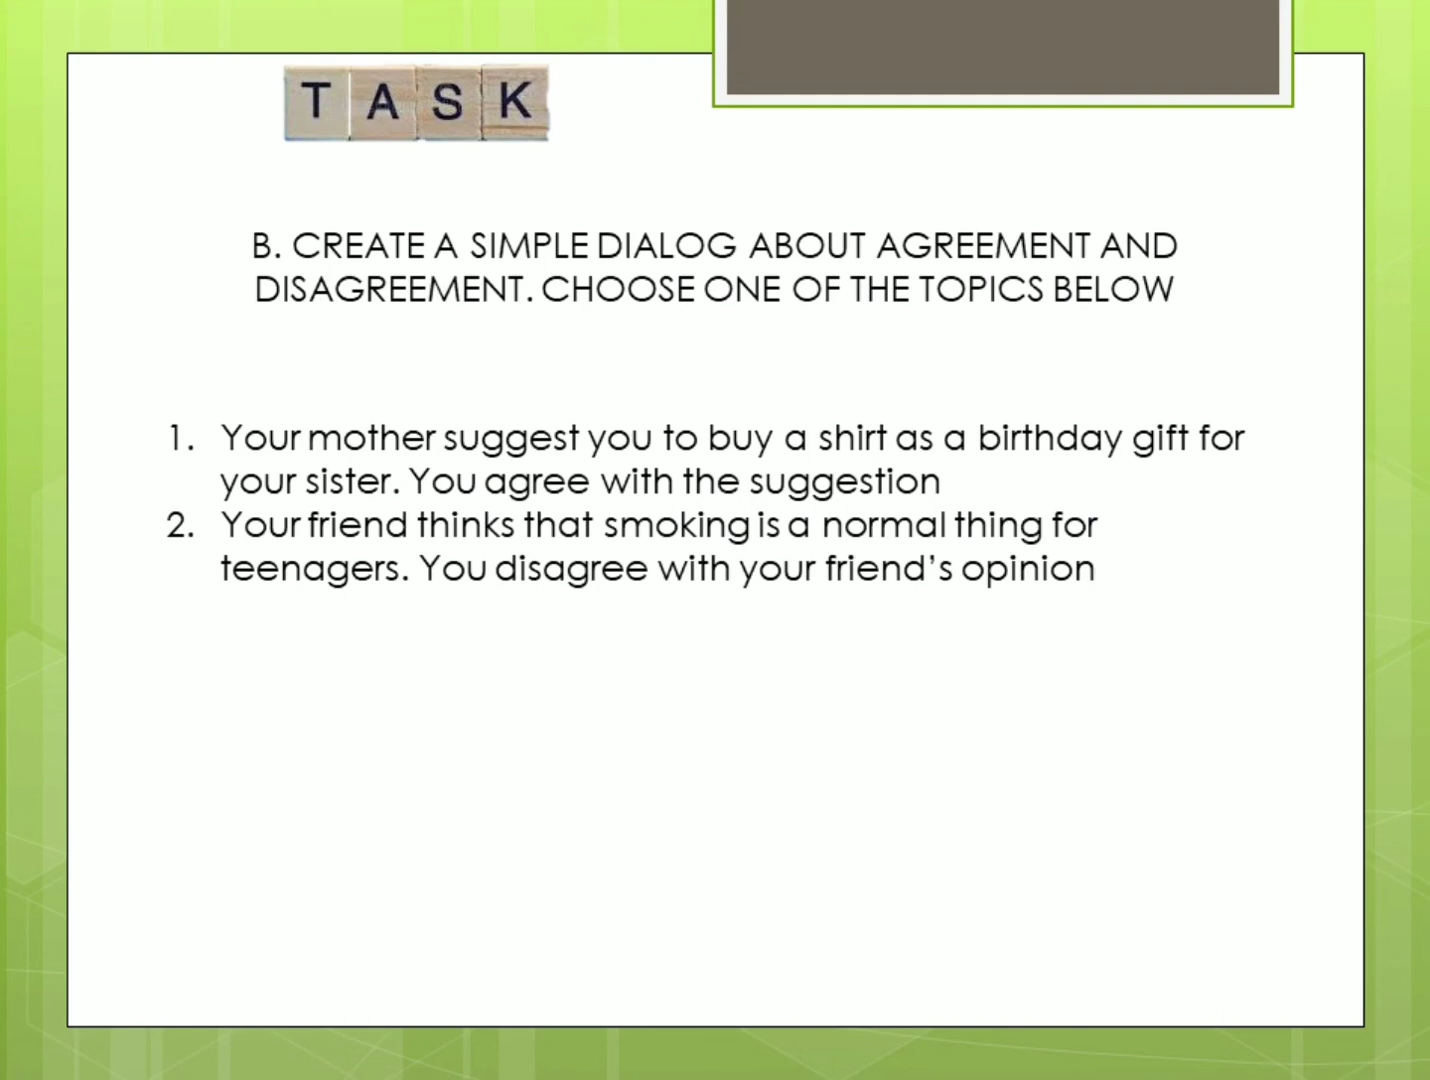 TASK
B. CREATE A SIMPLE DIALOG ABOUT AGREEMENT AND
DISAGREEMENT. CHOOSE ONE OF THE TOPICS BELOW
1. Your mother suggest you to buy a shirt as a birthday gift for
your sister. You agree with the suggestion
2. Your friend thinks that smoking is a normal thing for
teenagers. You disagree with your friend’s opinion